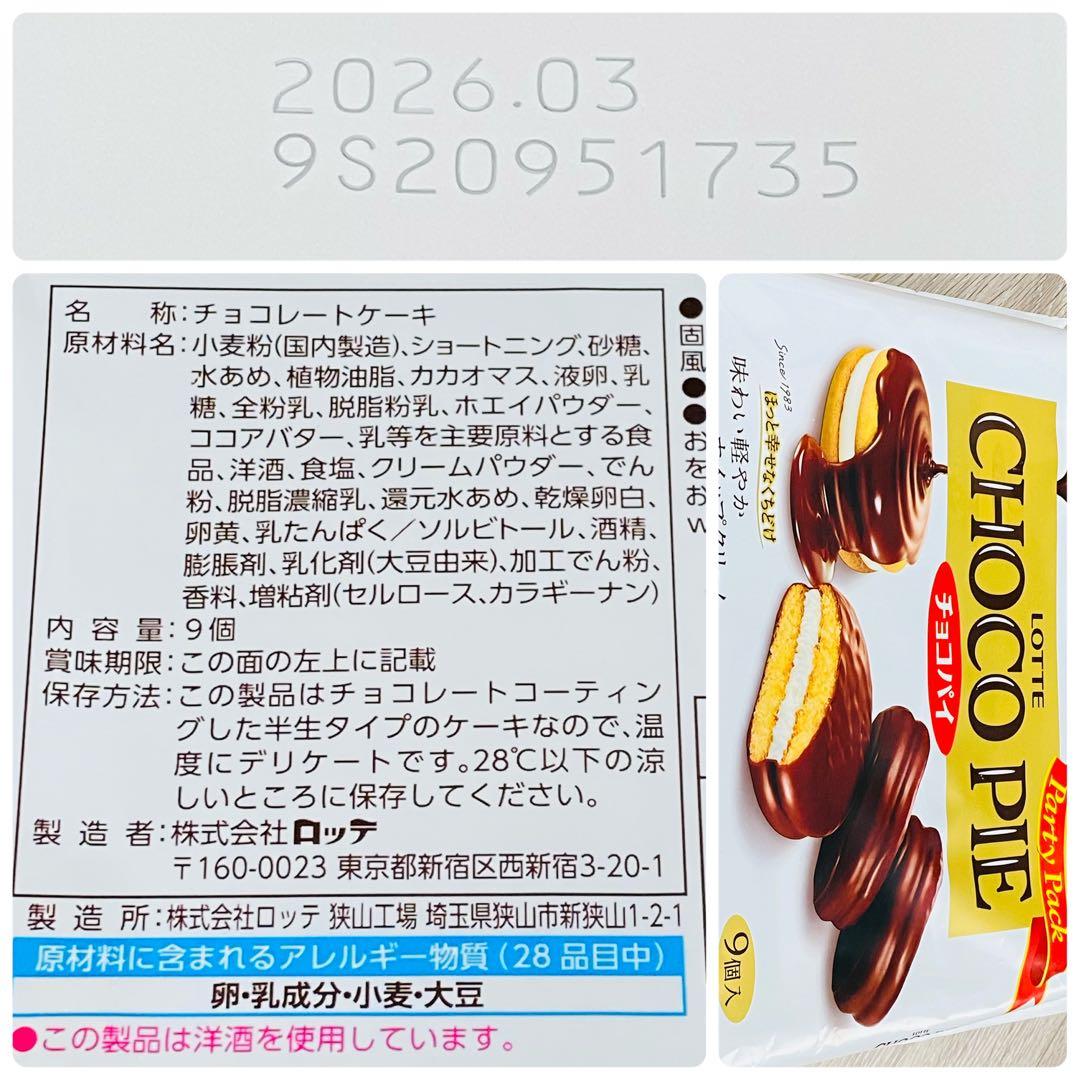 2026.03
9S20951735
名 称:チョコレートケーキ
原材料名:小麦粉(国内製造)、ショートニング、砂糖、
水あめ、植物油脂、カカオマス、液卵、乳
糖、全粉乳、脱脂粉乳、ホエイパウダー、
ココアバター、乳等を主要原料とする食
品、洋酒、食塩、クリームパウダー、でん
粉、脱脂濃縮乳、還元水あめ、乾燥卵白、
卵黄、乳たんぱく/ソルビトール、酒精、
膨脹剤、乳化剤(大豆由来)、加工でん粉、
香料、増粘剤(セルロース、カラギーナン)
内容量:9個
賞味期限:この面の左上に記載
保存方法:この製品はチョコレートコーティン
グした半生タイプのケーキなので、温
度にデリケートです。28℃以下の涼
しいところに保存してください。
製造者:株式会社ロッテ
〒160-0023 東京都新宿区西新宿3-20-1
製造所:株式会社ロッテ 狭山工場 埼玉県狭山市新狭山1-2-1
原材料に含まれるアレルギー物質(28品目中)
卵・乳成分・小麦・大豆
●この製品は洋酒を使用しています。
●
固
風
●
●
お
を
お
W
LOTTE
CHOCO PIE
チョコパイ
Party Pack
Since 1983
ほっと幸せなくちどけ
味わい軽やか
9個入